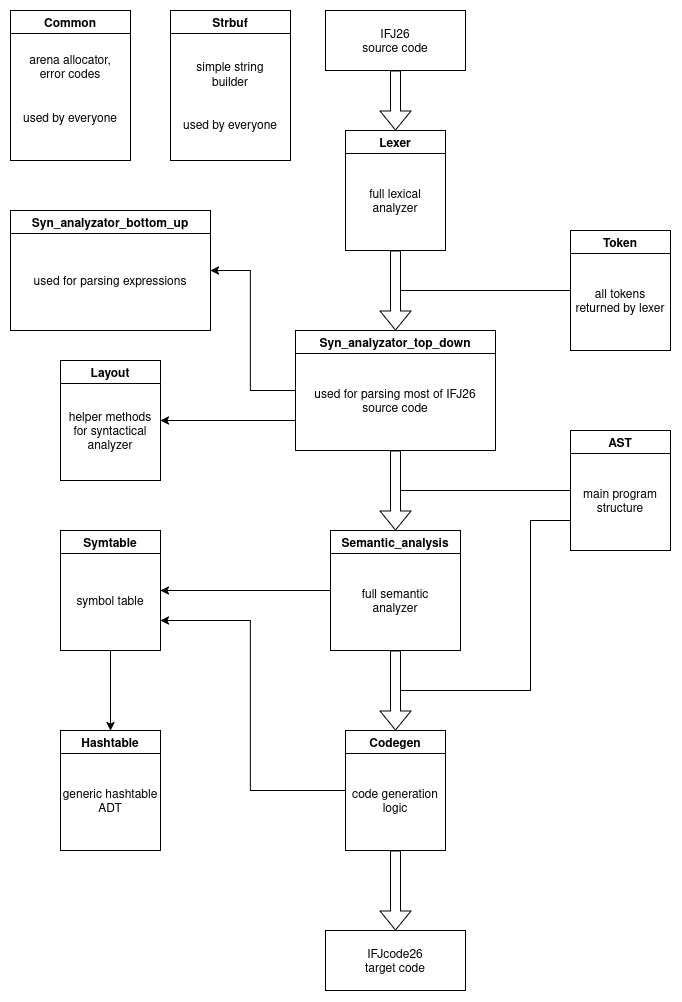 Common
arena allocator,
error codes
used by everyone
Strbuf
simple string
builder
used by everyone
IFJ26
source code
Lexer
full lexical
analyzer
Syn_analyzator_bottom_up
used for parsing expressions
Token
all tokens
returned by lexer
Syn_analyzator_top_down
used for parsing most of IFJ26
source code
Layout
helper methods
for syntactical
analyzer
AST
main program
structure
Symtable
symbol table
Semantic_analysis
full semantic
analyzer
Hashtable
generic hashtable
ADT
Codegen
code generation
logic
IFJcode26
target code